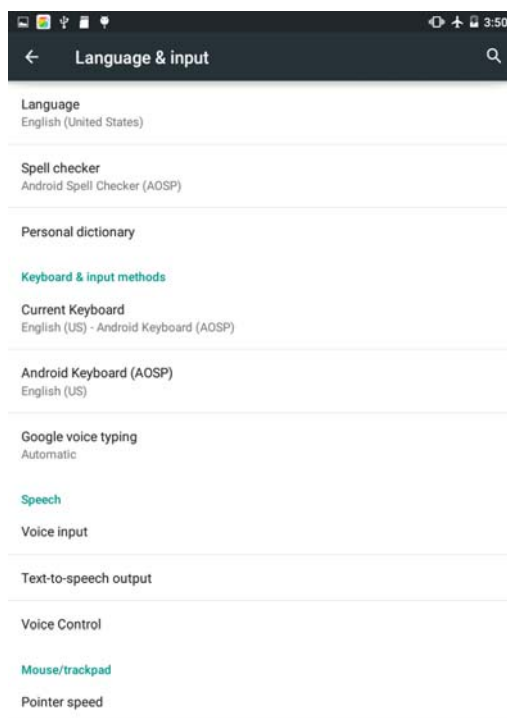 3:50
Language & input
Language
English (United States)
Spell checker
Android Spell Checker (AOSP)
Personal dictionary
Keyboard & input methods
Current Keyboard
English (US) - Android Keyboard (AOSP)
Android Keyboard (AOSP)
English (US)
Google voice typing
Automatic
Speech
Voice input
Text-to-speech output
Voice Control
Mouse/trackpad
Pointer speed